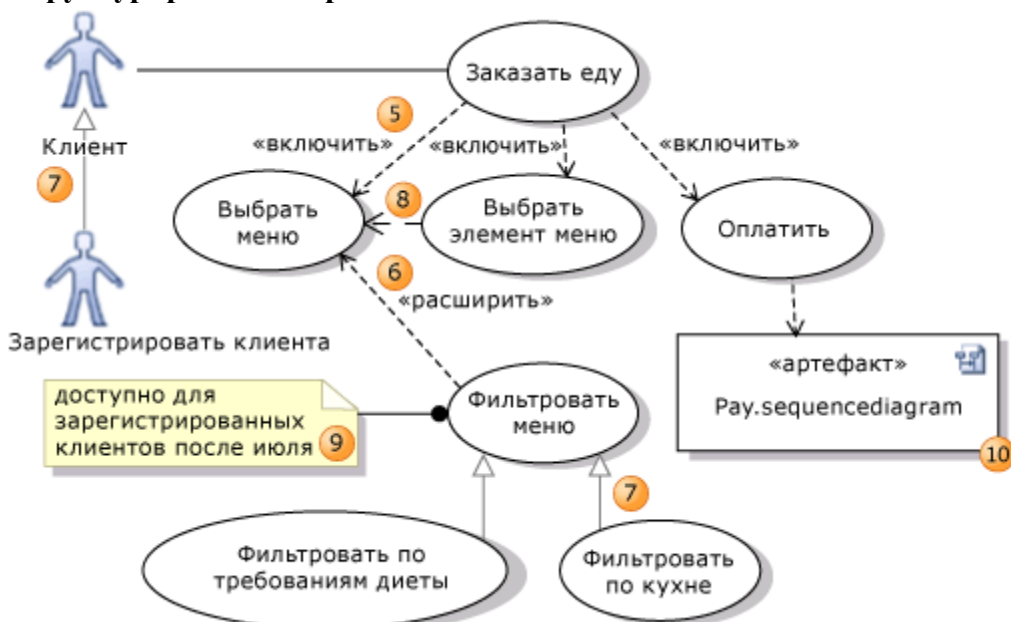 Заказать еду
5
«включить»
«включить»
«включить»
Клиент
7
Выбрать
меню
8
Выбрать
элемент меню
Оплатить
6
«расширить»
Зарегистрировать клиента
«артефакт»
Pay.sequencediagram
10
доступно для
зарегистрированных
клиентов после июля
9
Фильтровать
меню
7
Фильтровать по
требованиям диеты
Фильтровать
по кухне